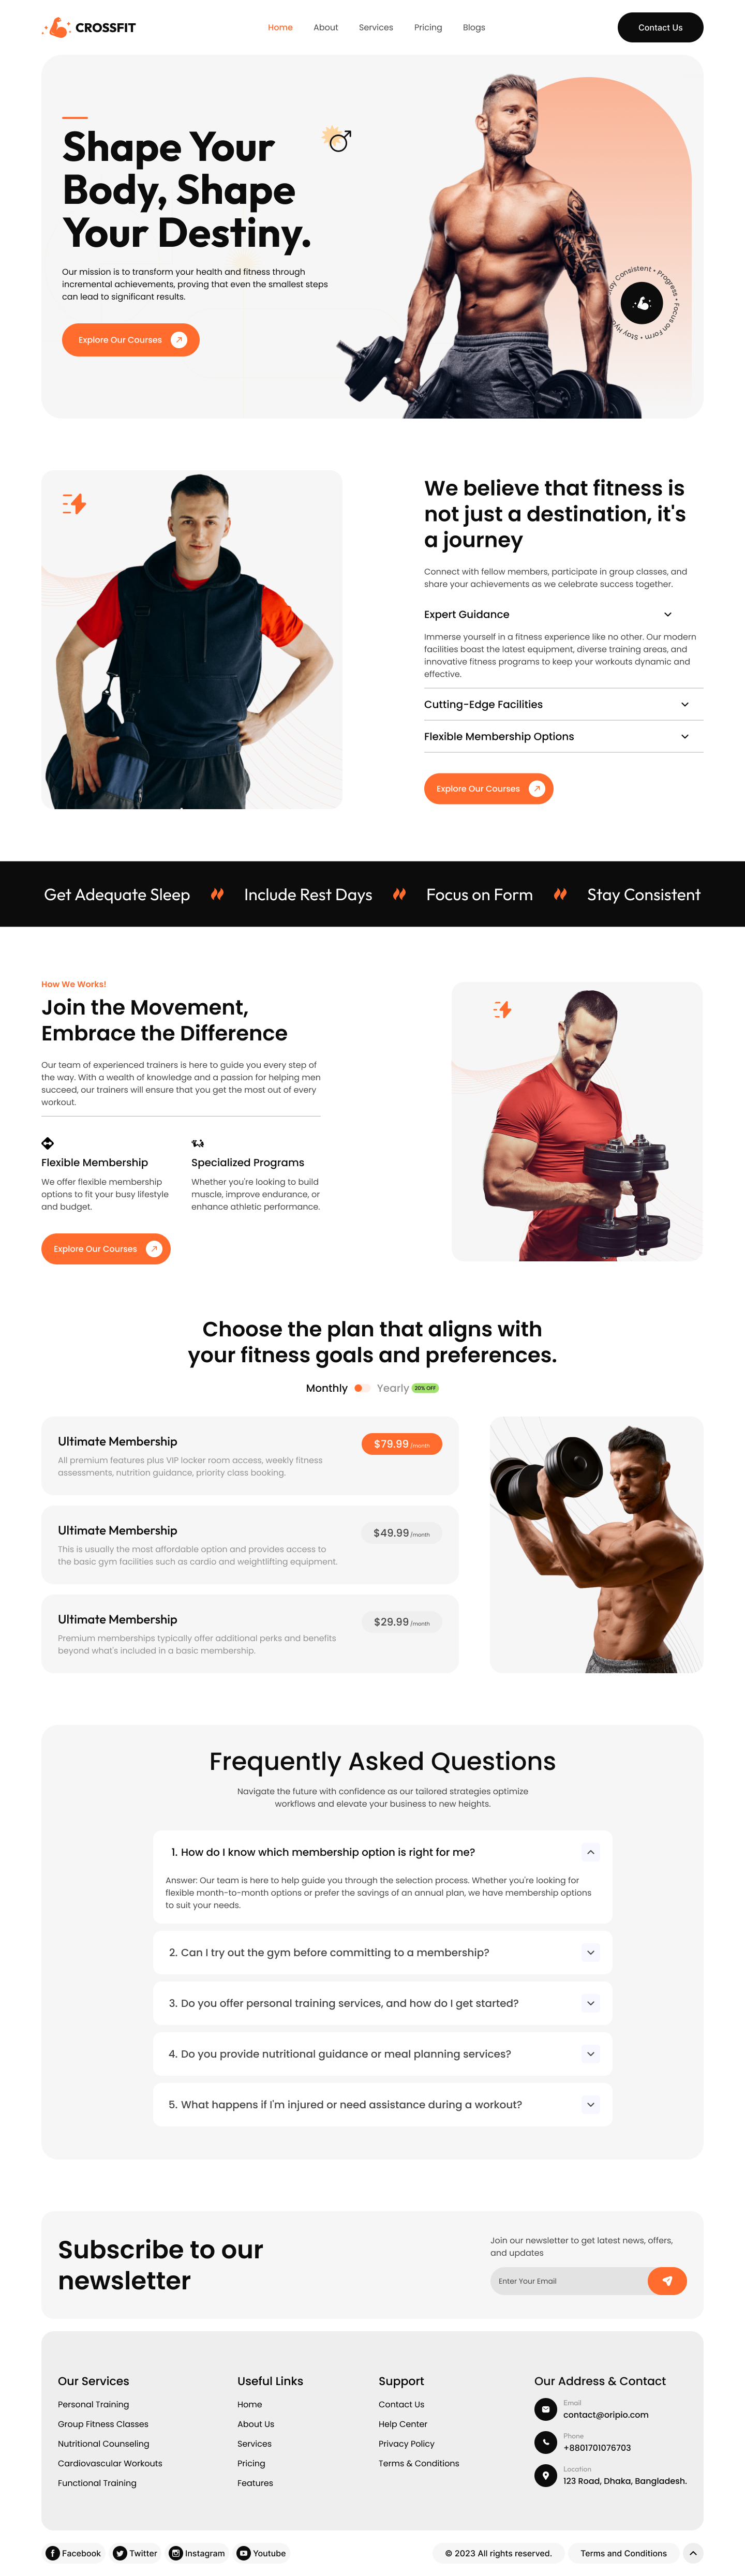 CROSSFIT
Home
About
Services
Pricing
Blogs
Contact Us
Shape Your
Body, Shape
Your Destiny.
Our mission is to transform your health and fitness through
incremental achievements, proving that even the smallest steps
can lead to significant results.
Explore Our Courses
Consistent • Progress • Focus on Form •
We believe that fitness is
not just a destination, it's
a journey
Connect with fellow members, participate in group classes, and
share your achievements as we celebrate success together.
Expert Guidance
Immerse yourself in a fitness experience like no other. Our modern
facilities boast the latest equipment, diverse training areas, and
innovative fitness programs to keep your workouts dynamic and
effective.
Cutting-Edge Facilities
Flexible Membership Options
Explore Our Courses
Get Adequate Sleep
Include Rest Days
Focus on Form
Stay Consistent
How We Works!
Join the Movement,
Embrace the Difference
Our team of experienced trainers is here to guide you every step of
the way. With a wealth of knowledge and a passion for helping men
succeed, our trainers will ensure that you get the most out of every
workout.
Flexible Membership
We offer flexible membership
options to fit your busy lifestyle
and budget.
Specialized Programs
Whether you're looking to build
muscle, improve endurance, or
enhance athletic performance.
Explore Our Courses
Choose the plan that aligns with
your fitness goals and preferences.
Monthly
Yearly
20% OFF
Ultimate Membership
All premium features plus VIP locker room access, weekly fitness
assessments, nutrition guidance, priority class booking.
$79.99 /month
Ultimate Membership
This is usually the most affordable option and provides access to
the basic gym facilities such as cardio and weightlifting equipment.
$49.99 /month
Ultimate Membership
Premium memberships typically offer additional perks and benefits
beyond what's included in a basic membership.
$29.99 /month
Frequently Asked Questions
Navigate the future with confidence as our tailored strategies optimize
workflows and elevate your business to new heights.
1. How do I know which membership option is right for me?
Answer: Our team is here to help guide you through the selection process. Whether you're looking for
flexible month-to-month options or prefer the savings of an annual plan, we have membership options
to suit your needs.
2. Can I try out the gym before committing to a membership?
3. Do you offer personal training services, and how do I get started?
4. Do you provide nutritional guidance or meal planning services?
5. What happens if I'm injured or need assistance during a workout?
Subscribe to our
newsletter
Join our newsletter to get latest news, offers,
and updates
Enter Your Email
Our Services
Personal Training
Group Fitness Classes
Nutritional Counseling
Cardiovascular Workouts
Functional Training
Useful Links
Home
About Us
Services
Pricing
Features
Support
Contact Us
Help Center
Privacy Policy
Terms & Conditions
Our Address & Contact
Email
contact@oripio.com
Phone
+8801701076703
Location
123 Road, Dhaka, Bangladesh.
Facebook
Twitter
Instagram
Youtube
© 2023 All rights reserved.
Terms and Conditions